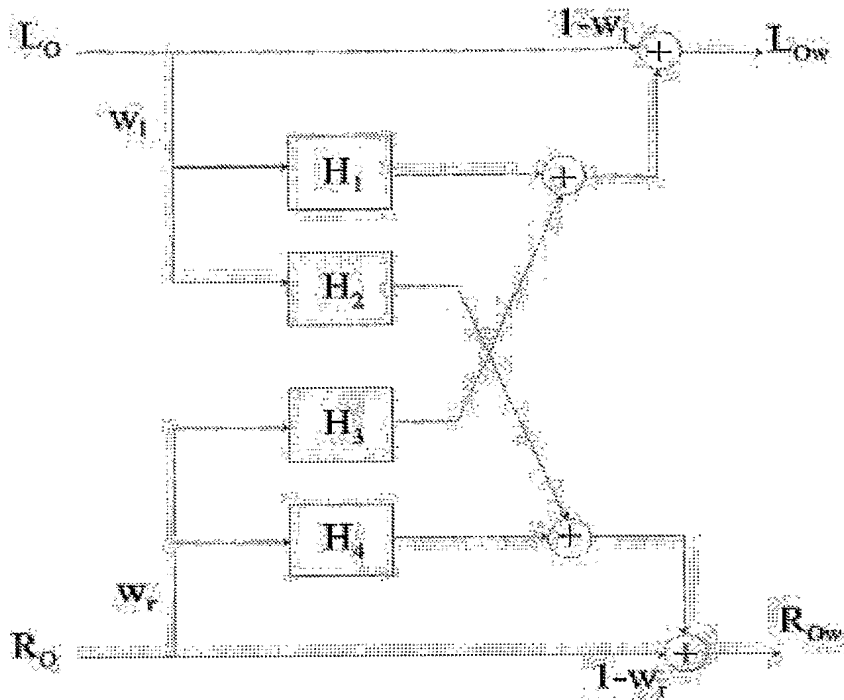 1-w_l
L_O + L_Ow
w_l
H_1 +
H_2
H_3
H_4 +
w_r
R_O + R_Ow
1-w_r